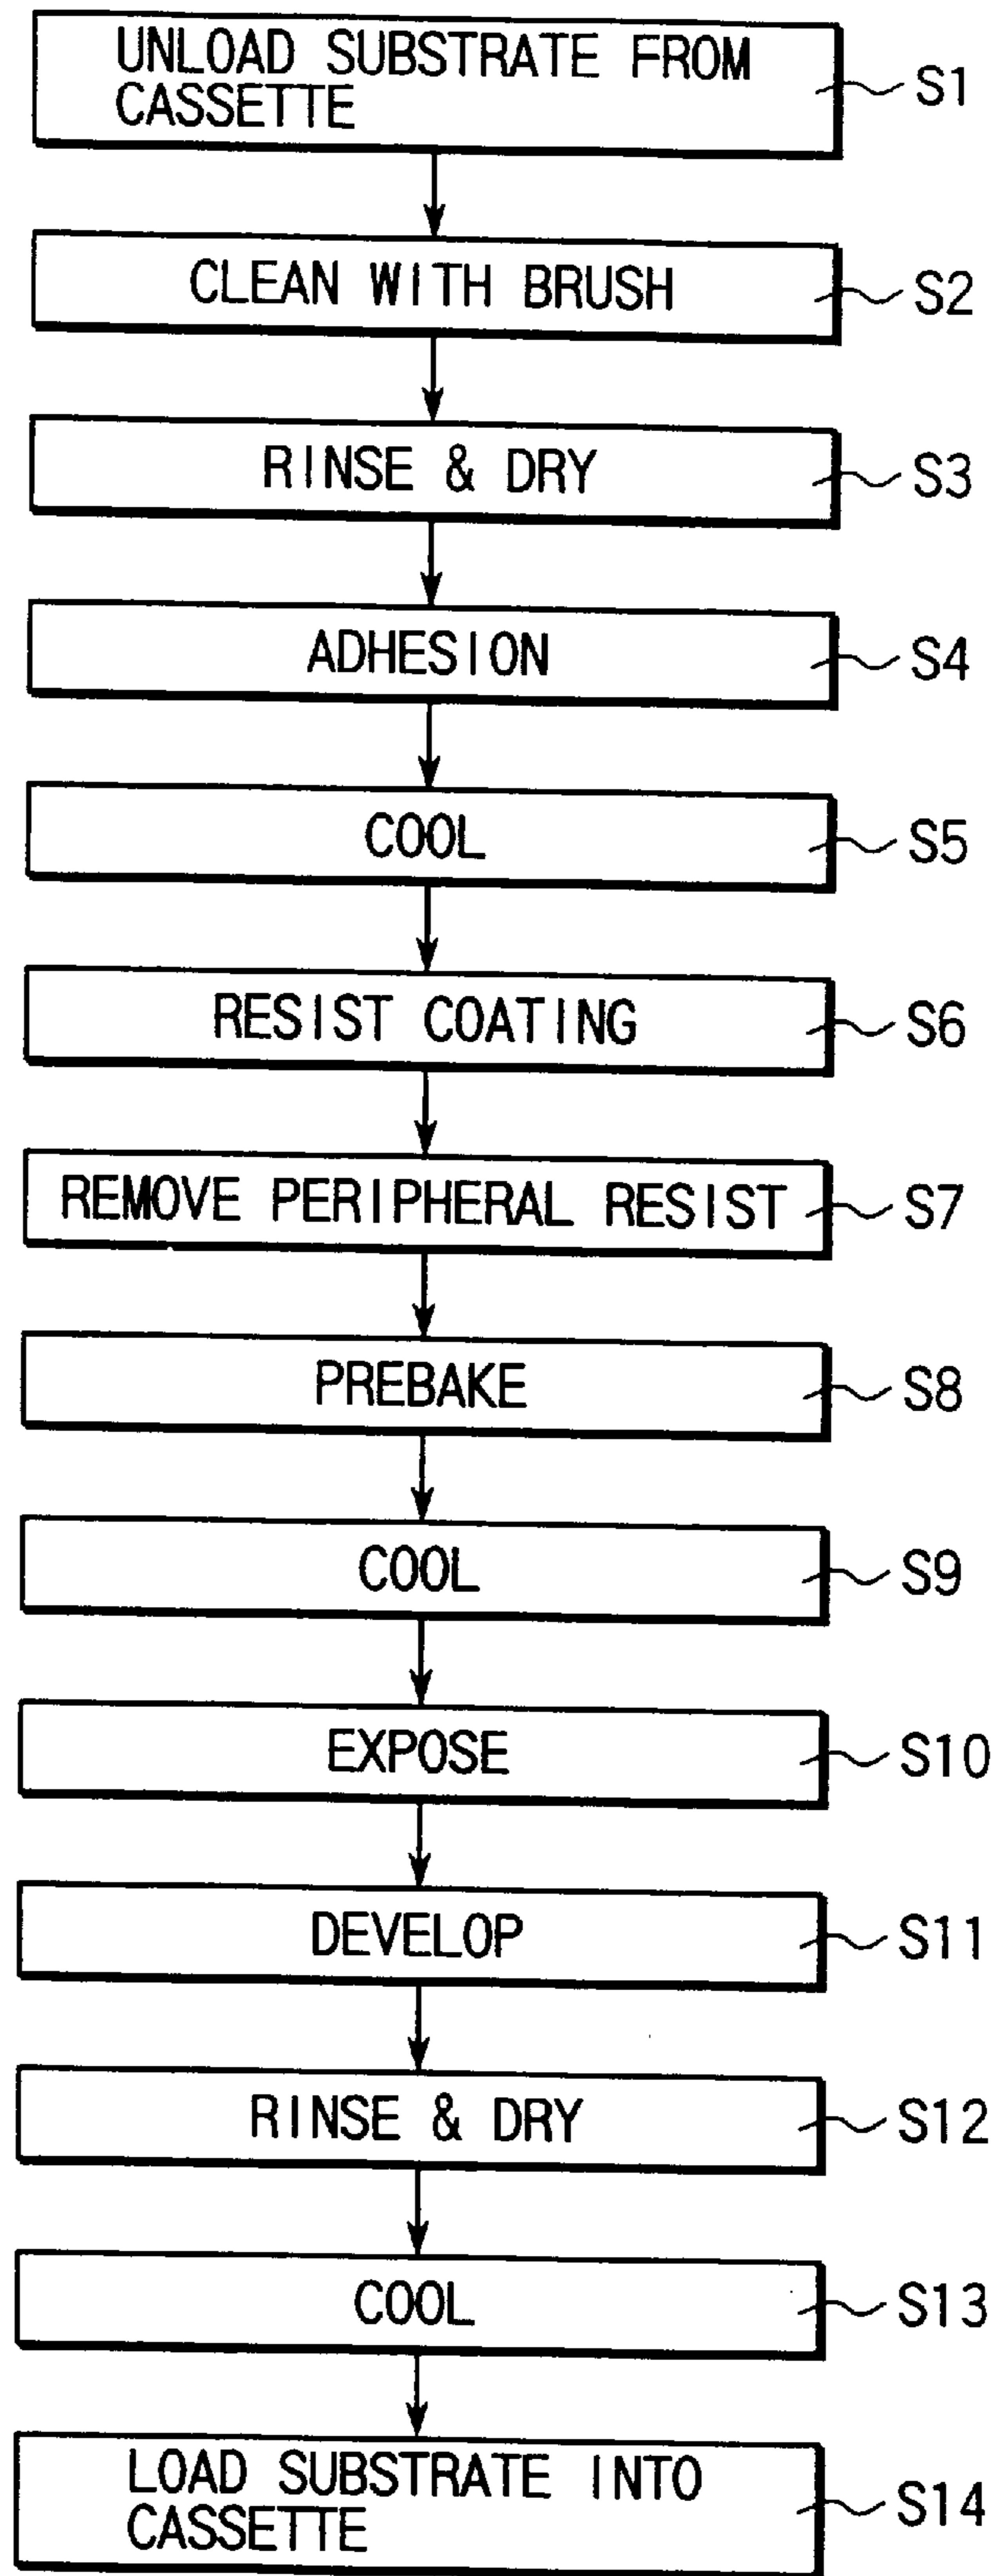 UNLOAD SUBSTRATE FROM
CASSETTE
S1
CLEAN WITH BRUSH
S2
RINSE & DRY
S3
ADHESION
S4
COOL
S5
RESIST COATING
S6
REMOVE PERIPHERAL RESIST
S7
PREBAKE
S8
COOL
S9
EXPOSE
S10
DEVELOP
S11
RINSE & DRY
S12
COOL
S13
LOAD SUBSTRATE INTO
CASSETTE
S14